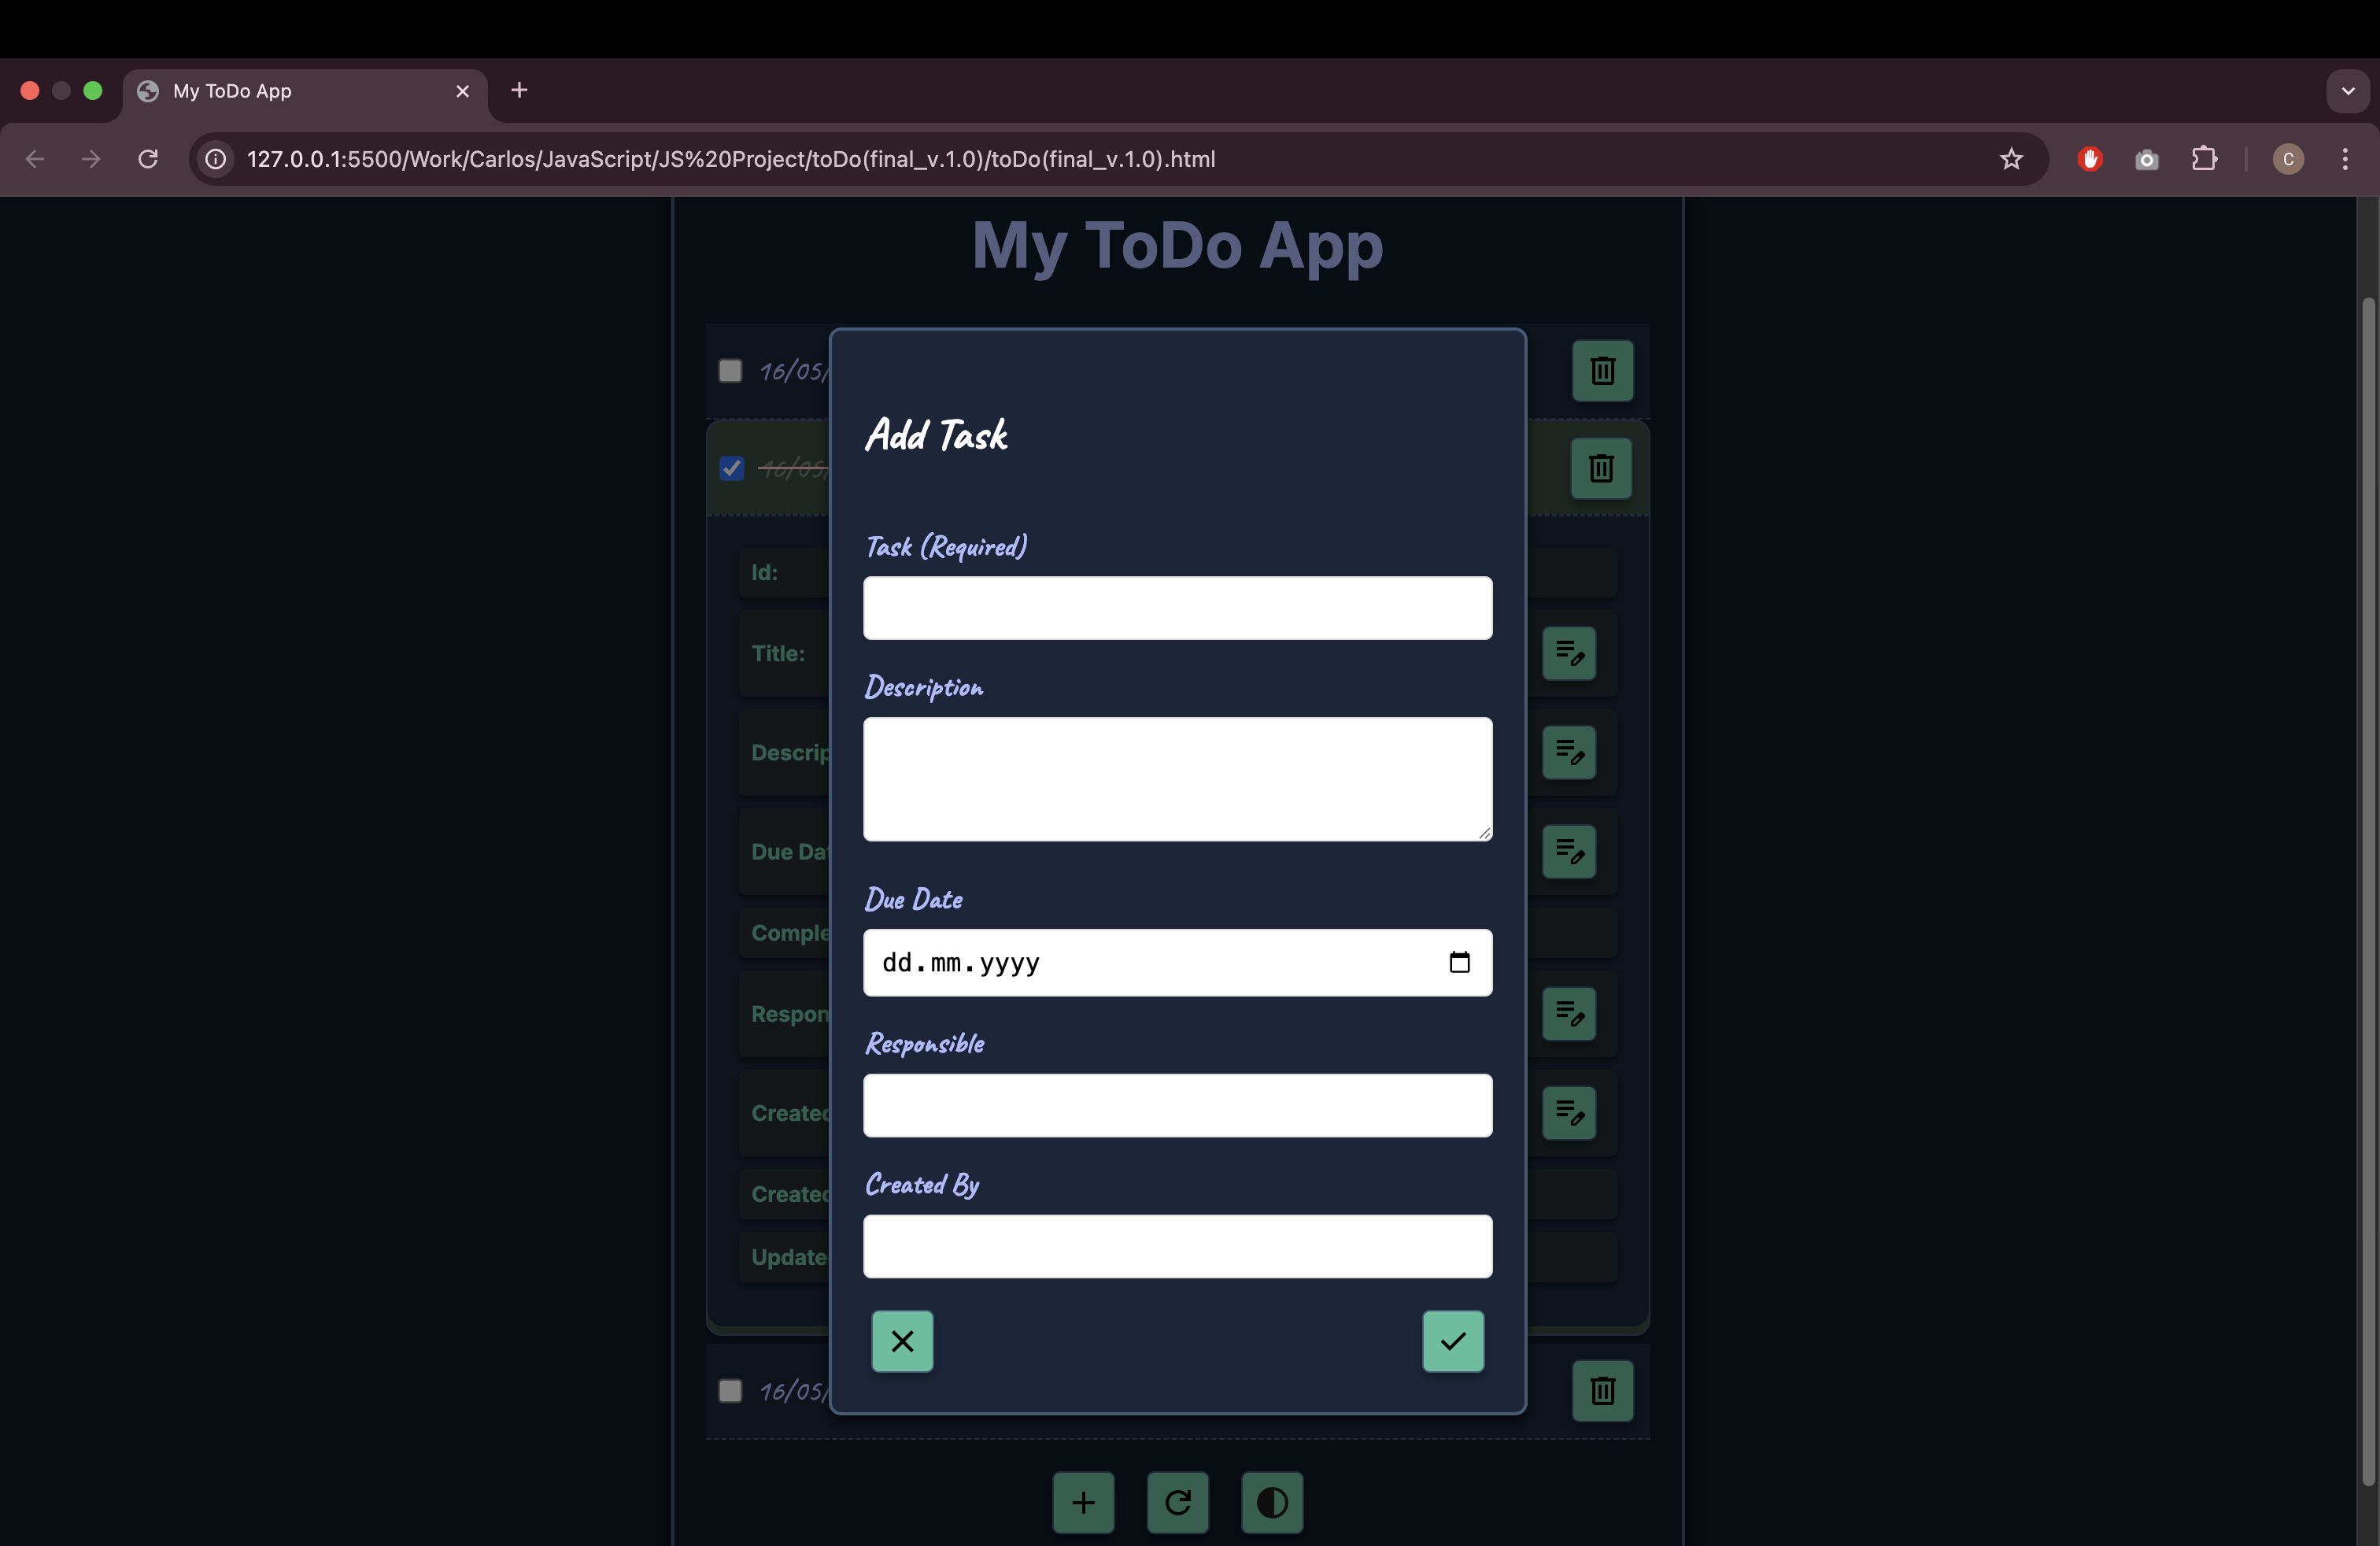 My ToDo App
127.0.0.1:5500/Work/Carlos/JavaScript/JS%20Project/toDo(final_v.1.0)/toDo(final_v.1.0).html
C
My ToDo App
16/05/
16/05/
Id:
Title:
Descrip
Due Dat
Comple
Respon
Created
Created
Update
16/05/
Add Task
Task (Required)
Description
Due Date
dd.mm.yyyy
Responsible
Created By